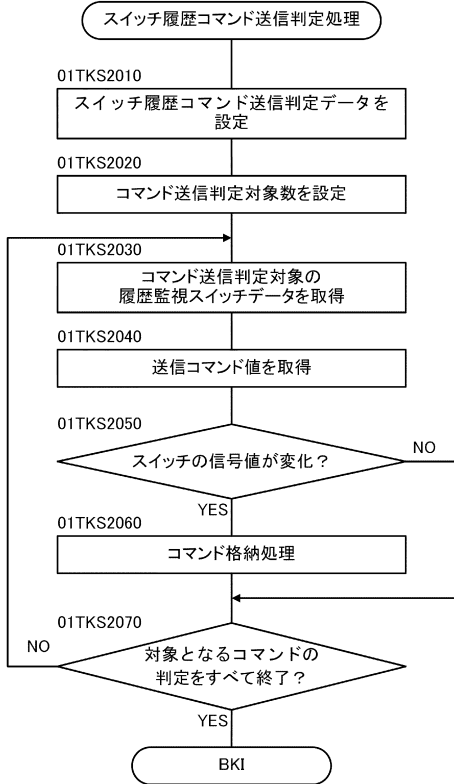 スイッチ履歴コマンド送信判定処理
01TKS2010
スイッチ履歴コマンド送信判定データを
設定
01TKS2020
コマンド送信判定対象数を設定
01TKS2030
コマンド送信判定対象の
履歴監視スイッチデータを取得
01TKS2040
送信コマンド値を取得
01TKS2050
スイッチの信号値が変化？
NO
YES
01TKS2060
コマンド格納処理
01TKS2070
NO
対象となるコマンドの
判定をすべて終了？
YES
BKI